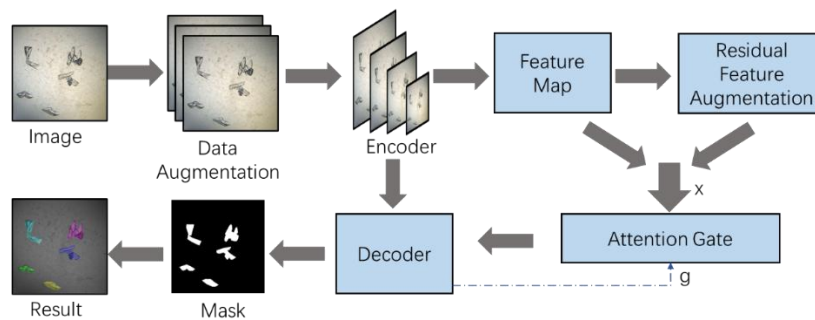 Image
Data
Augmentation
Encoder
Feature
Map
Residual
Feature
Augmentation
x
Attention Gate
g
Decoder
Mask
Result